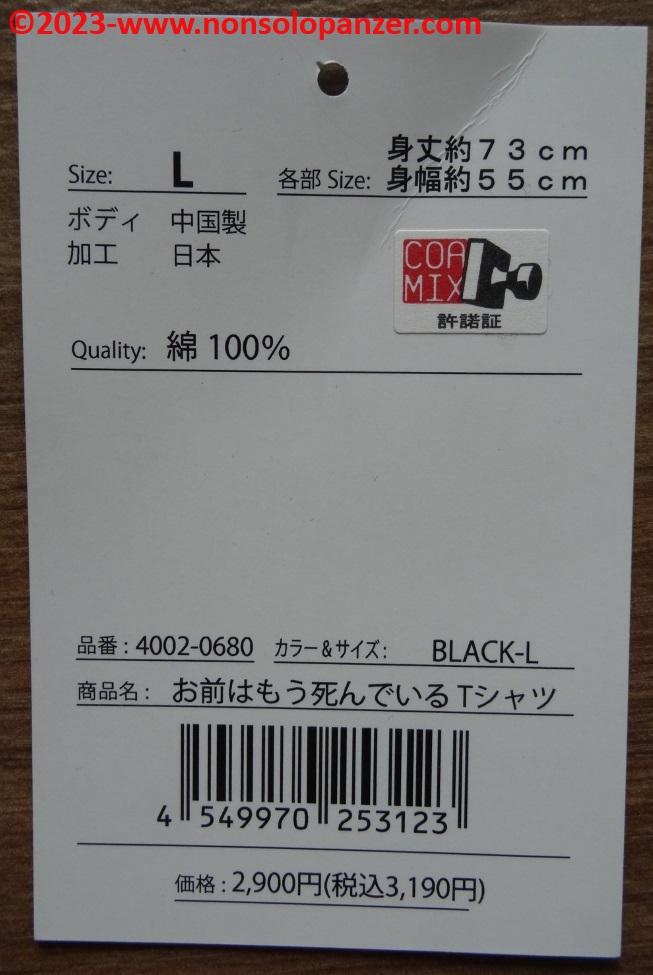 ©2023-www.nonsolopanzer.com
身丈約73cm
Size: L 各部 Size: 身幅約55cm
ボディ 中国製
加工 日本
COA
MIX
許諾証
Quality: 綿 100%
品番 : 4002-0680 カラー&サイズ: BLACK-L
商品名 : お前はもう死んでいる Tシャツ
4 549970 253123
価格 : 2,900円(税込3,190円)